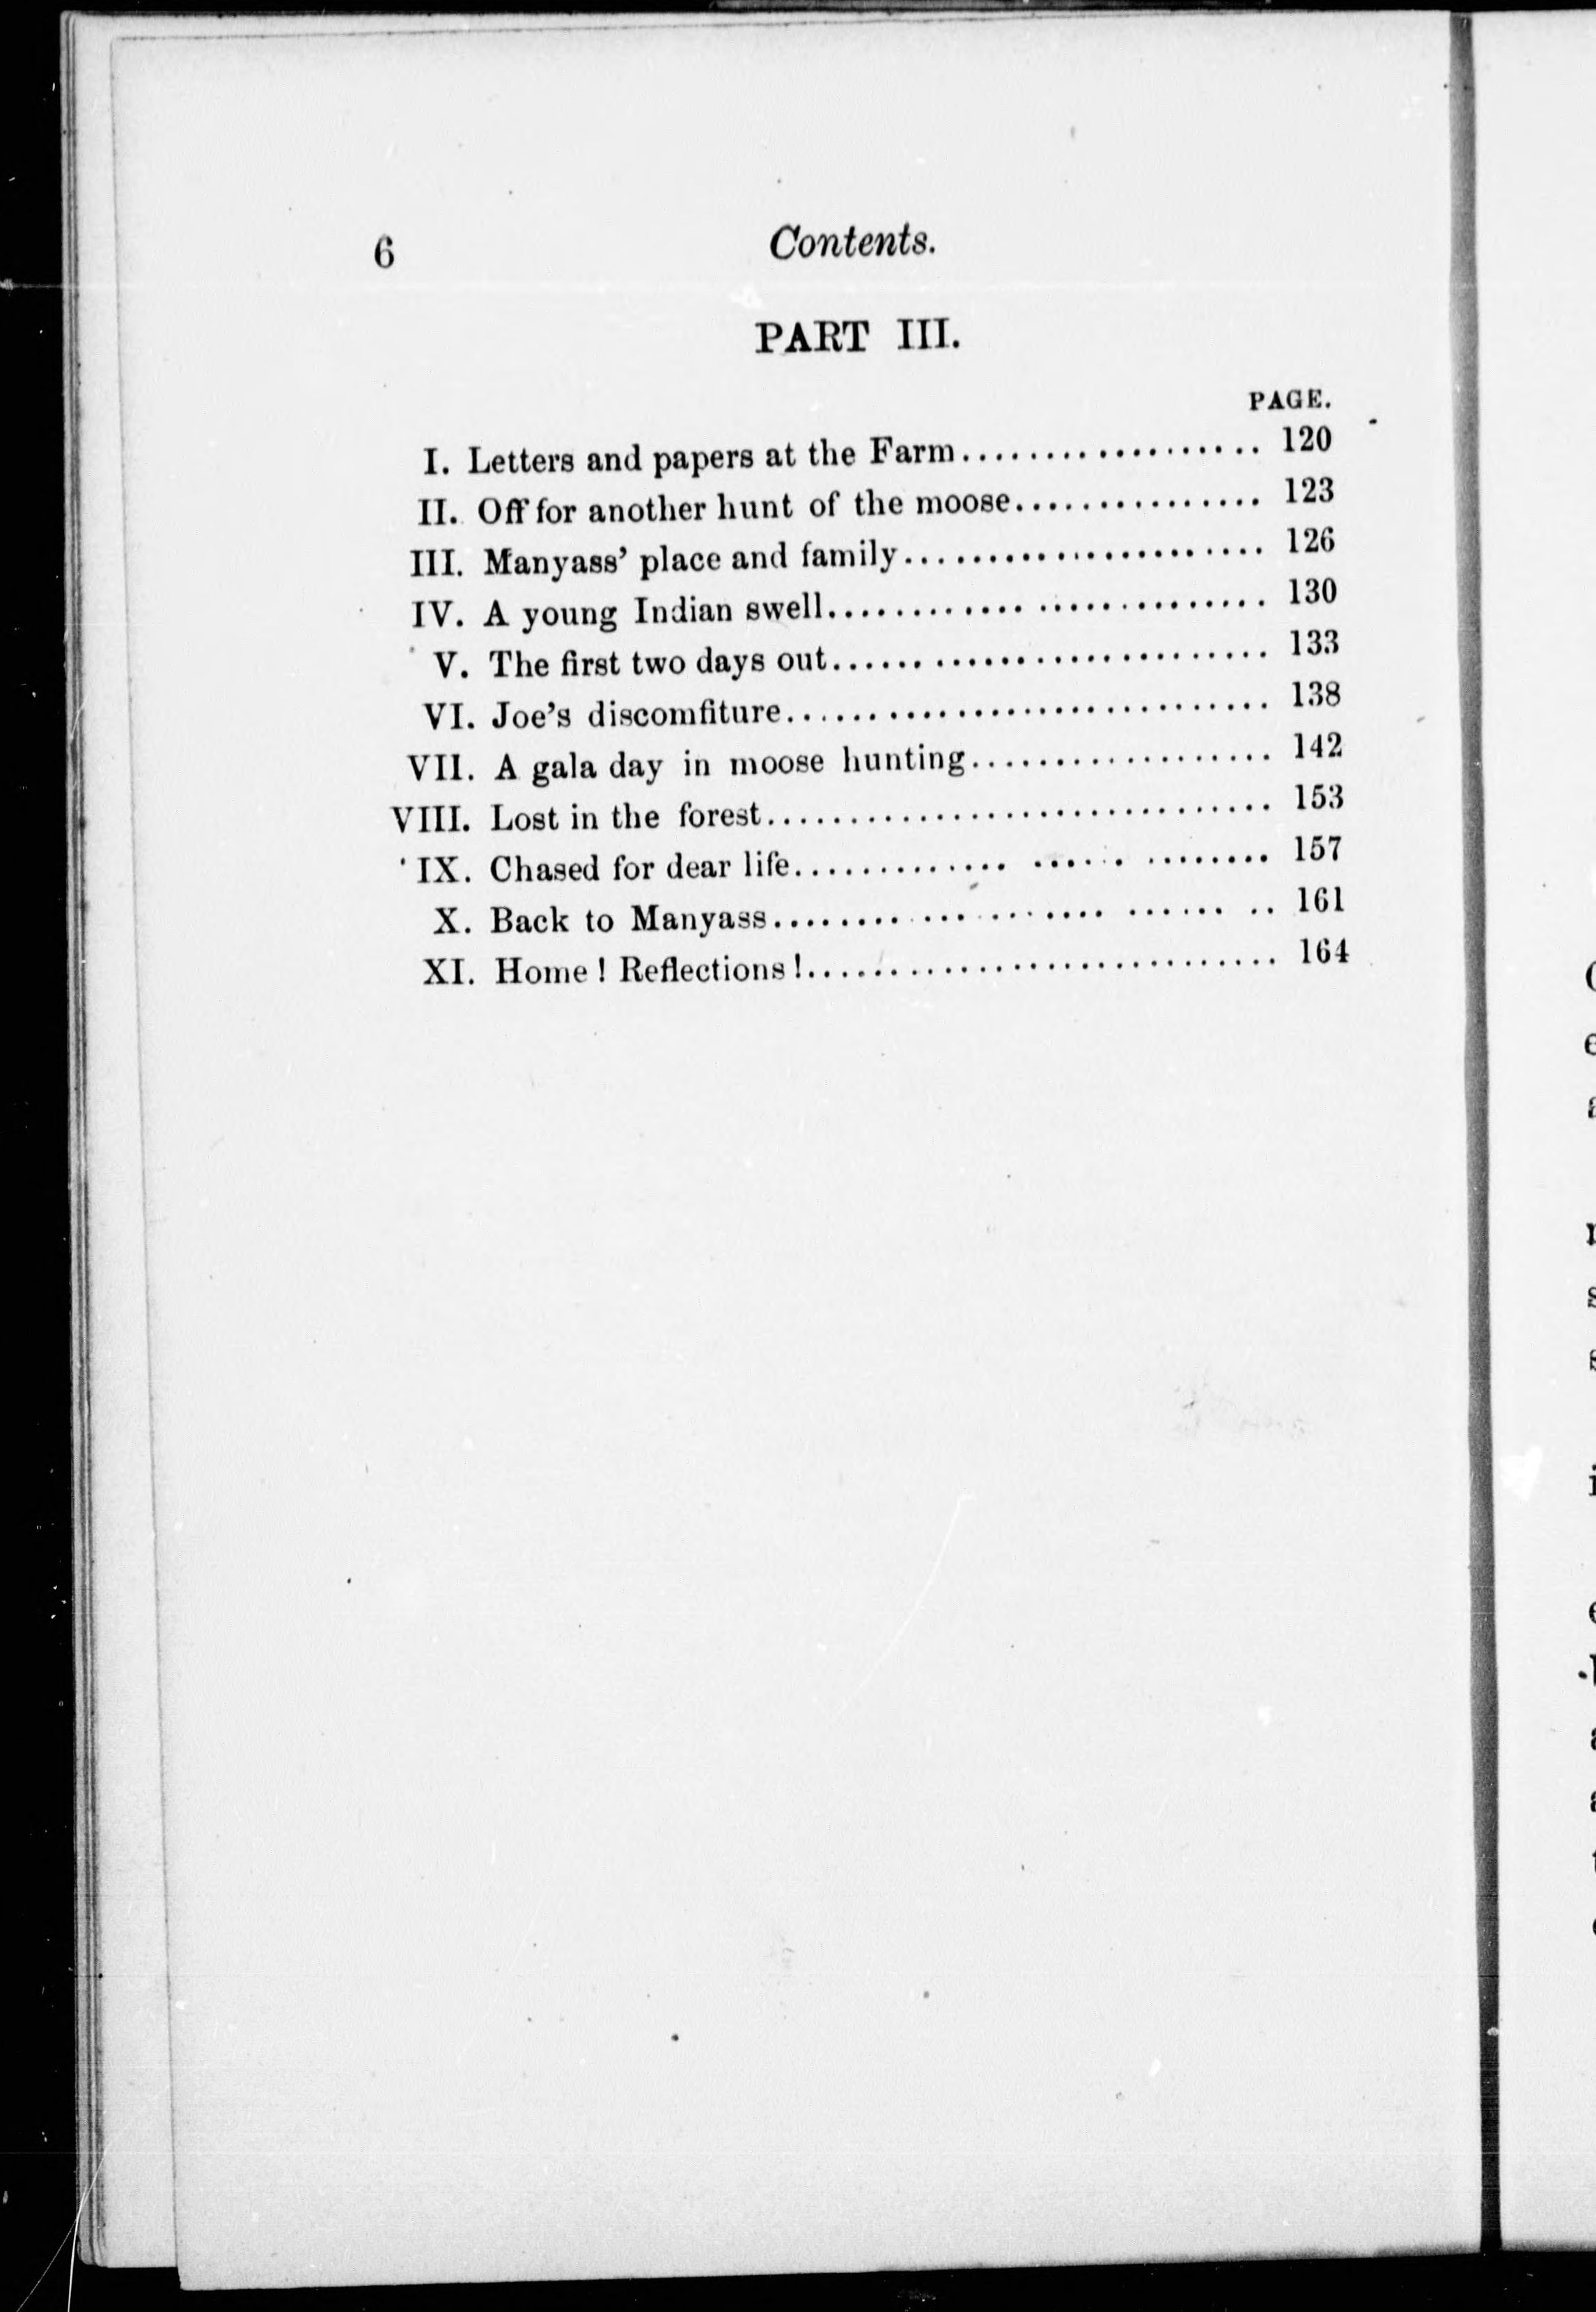 6 Contents.
PART III.
PAGE.
I. Letters and papers at the Farm.................. 120
II. Off for another hunt of the moose............... 123
III. Manyass' place and family...................... 126
IV. A young Indian swell.......................... 130
V. The first two days out.......................... 133
VI. Joe's discomfiture............................. 138
VII. A gala day in moose hunting.................. 142
VIII. Lost in the forest............................... 153
IX. Chased for dear life............. ...... ........ 157
X. Back to Manyass.................... ...... .. 161
XI. Home ! Reflections !............................. 164